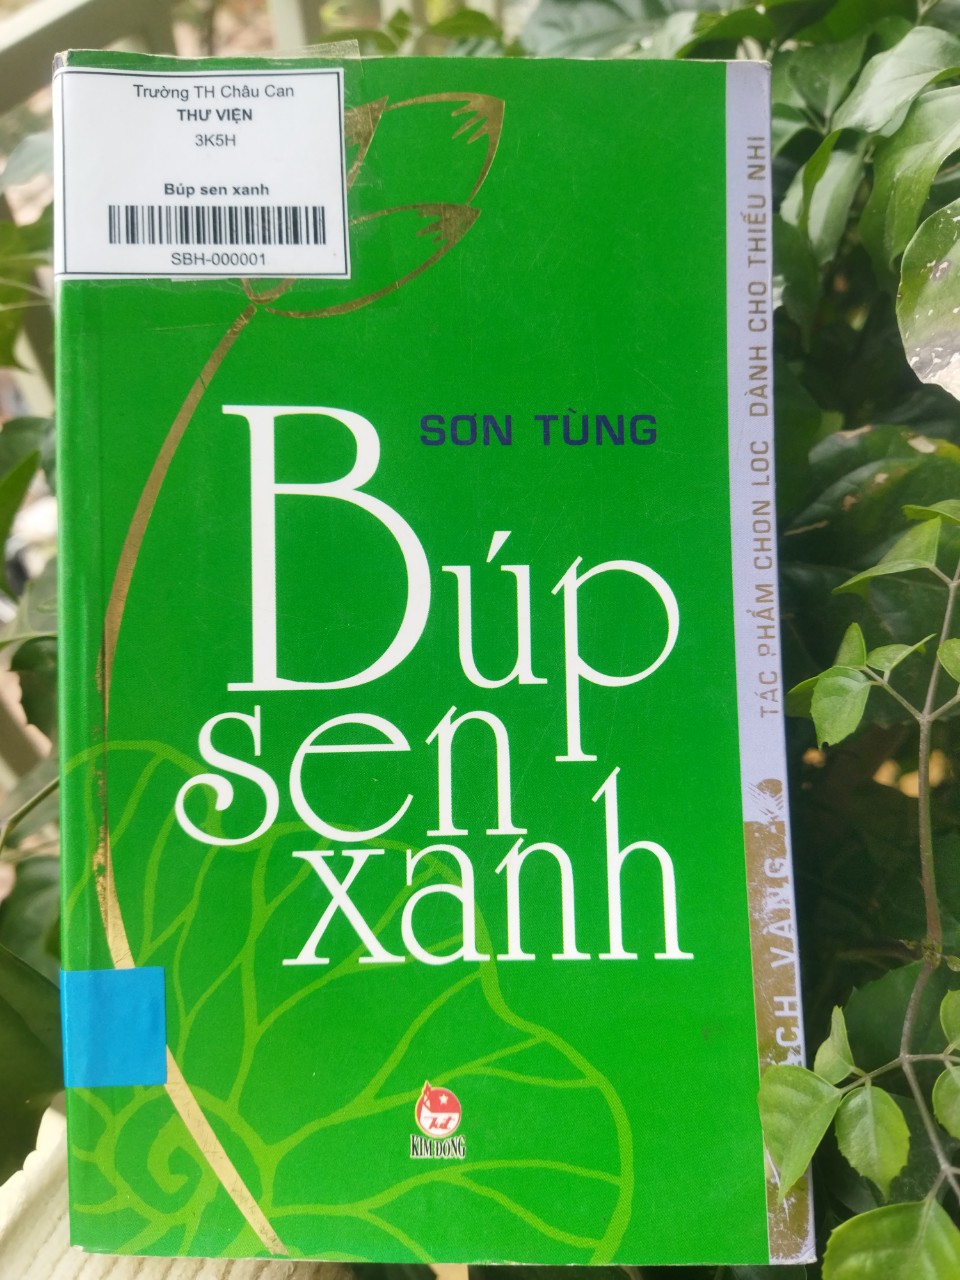 Trường TH Châu Can
THƯ VIỆN
3K5H
Búp sen xanh
SBH-000001
SƠN TÙNG
Búp
sen
xanh
TÁC PHẨM CHỌN LỌC DÀNH CHO THIẾU NHI
VÀNG
KIM ĐỒNG